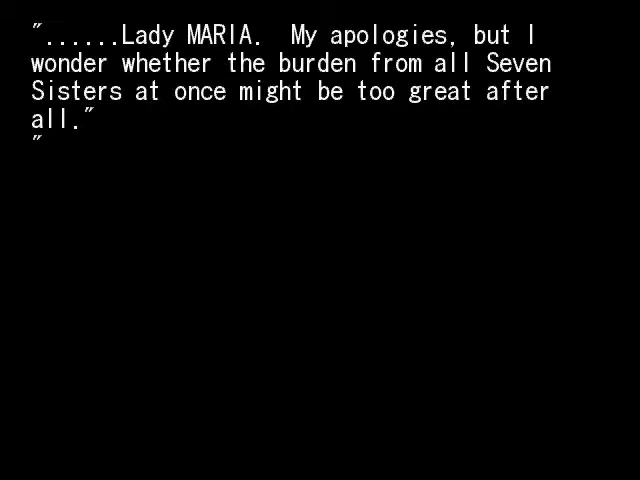 "......Lady MARIA.  My apologies, but I
wonder whether the burden from all Seven
Sisters at once might be too great after
all."
"